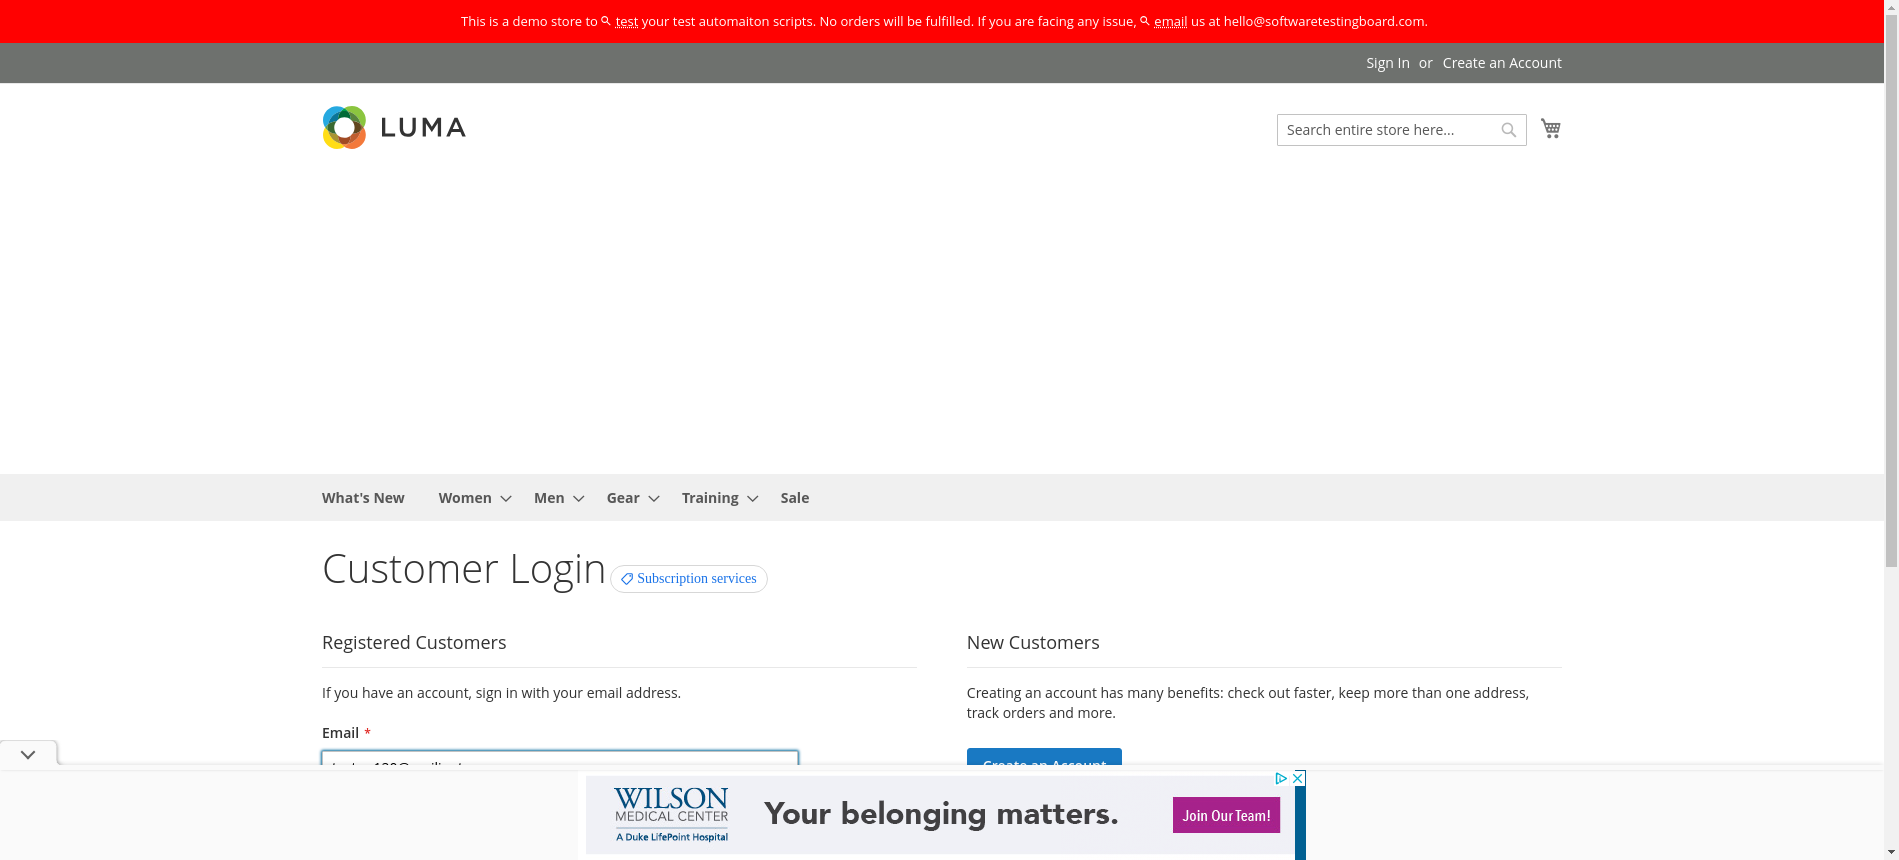 This is a demo store to test your test automaiton scripts. No orders will be fulfilled. If you are facing any issue, email us at hello@softwaretestingboard.com.
Sign In or Create an Account
LUMA
Search entire store here...
What's New Women Men Gear Training Sale
Customer Login
Subscription services
Registered Customers
New Customers
If you have an account, sign in with your email address.
Creating an account has many benefits: check out faster, keep more than one address,
track orders and more.
Email *
Create an Account
WILSON
MEDICAL CENTER
A Duke LifePoint Hospital
Your belonging matters.
Join Our Team!